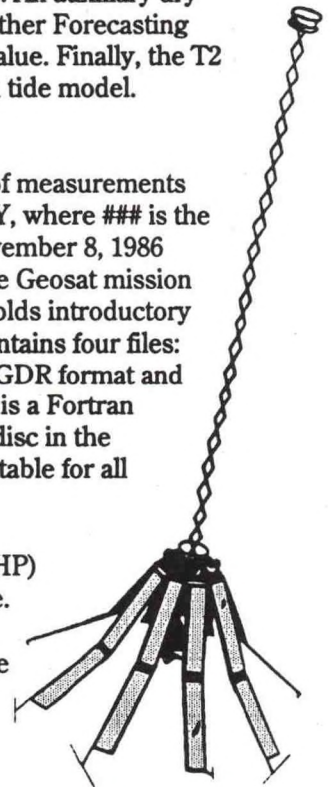 ther Forecasting
alue. Finally, the T2
tide model.
of measurements
Y, where ### is the
vember 8, 1986
e Geosat mission
olds introductory
ntains four files:
GDR format and
is a Fortran
disc in the
table for all
HP)
e.
e